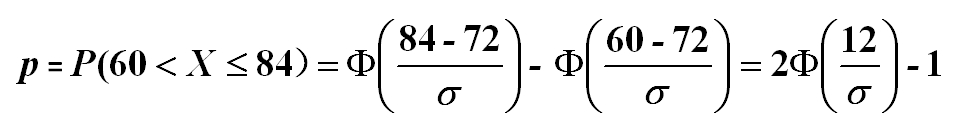 p = P(60 < X ≤ 84) = Φ((84 - 72)/σ) - Φ((60 - 72)/σ) = 2Φ(12/σ) - 1